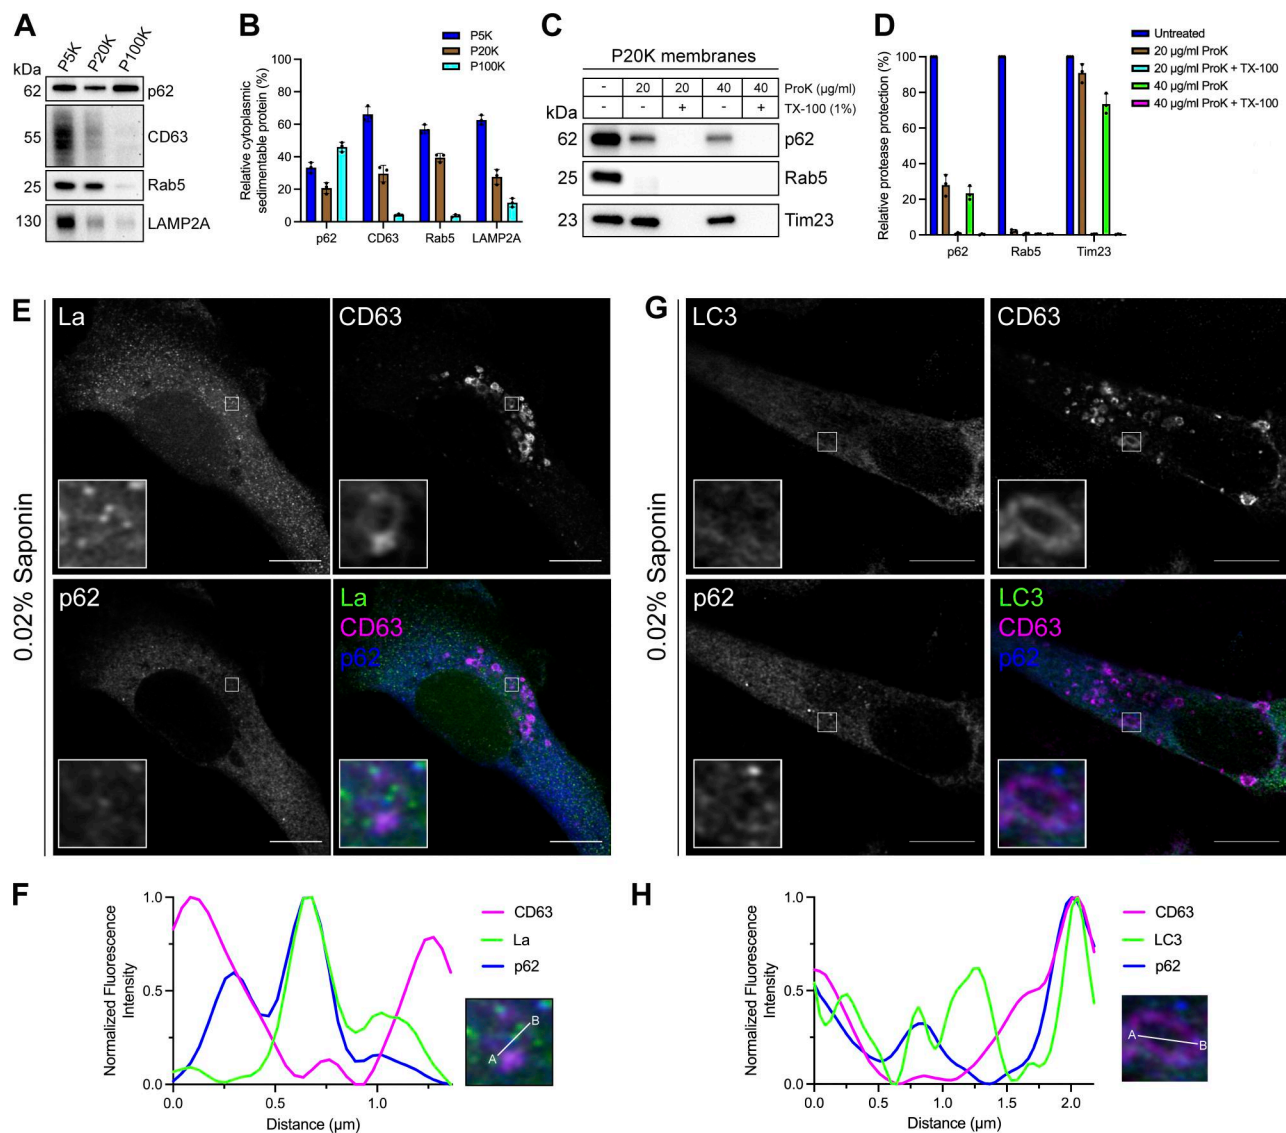 A
P5K
P20K
P100K
kDa
62
p62
55
CD63
25
Rab5
130
LAMP2A
B
P5K
P20K
P100K
Relative cytoplasmic
sedimentable protein (%)
100
80
60
40
20
0
p62
CD63
Rab5
LAMP2A
C
P20K membranes
- 20 20 40 40 ProK (µg/ml)
- - + - + TX-100 (1%)
kDa
62
p62
25
Rab5
23
Tim23
D
Untreated
20 µg/ml ProK
20 µg/ml ProK + TX-100
40 µg/ml ProK
40 µg/ml ProK + TX-100
Relative protease protection (%)
100
80
60
40
20
0
p62
Rab5
Tim23
E
0.02% Saponin
La
CD63
p62
La
CD63
p62
G
0.02% Saponin
LC3
CD63
p62
LC3
CD63
p62
F
Normalized Fluorescence
Intensity
1.0
0.5
0.0
0.0
0.5
1.0
Distance (µm)
CD63
La
p62
A
B
H
Normalized Fluorescence
Intensity
1.0
0.5
0.0
0.0
0.5
1.0
1.5
2.0
Distance (µm)
CD63
LC3
p62
A
B